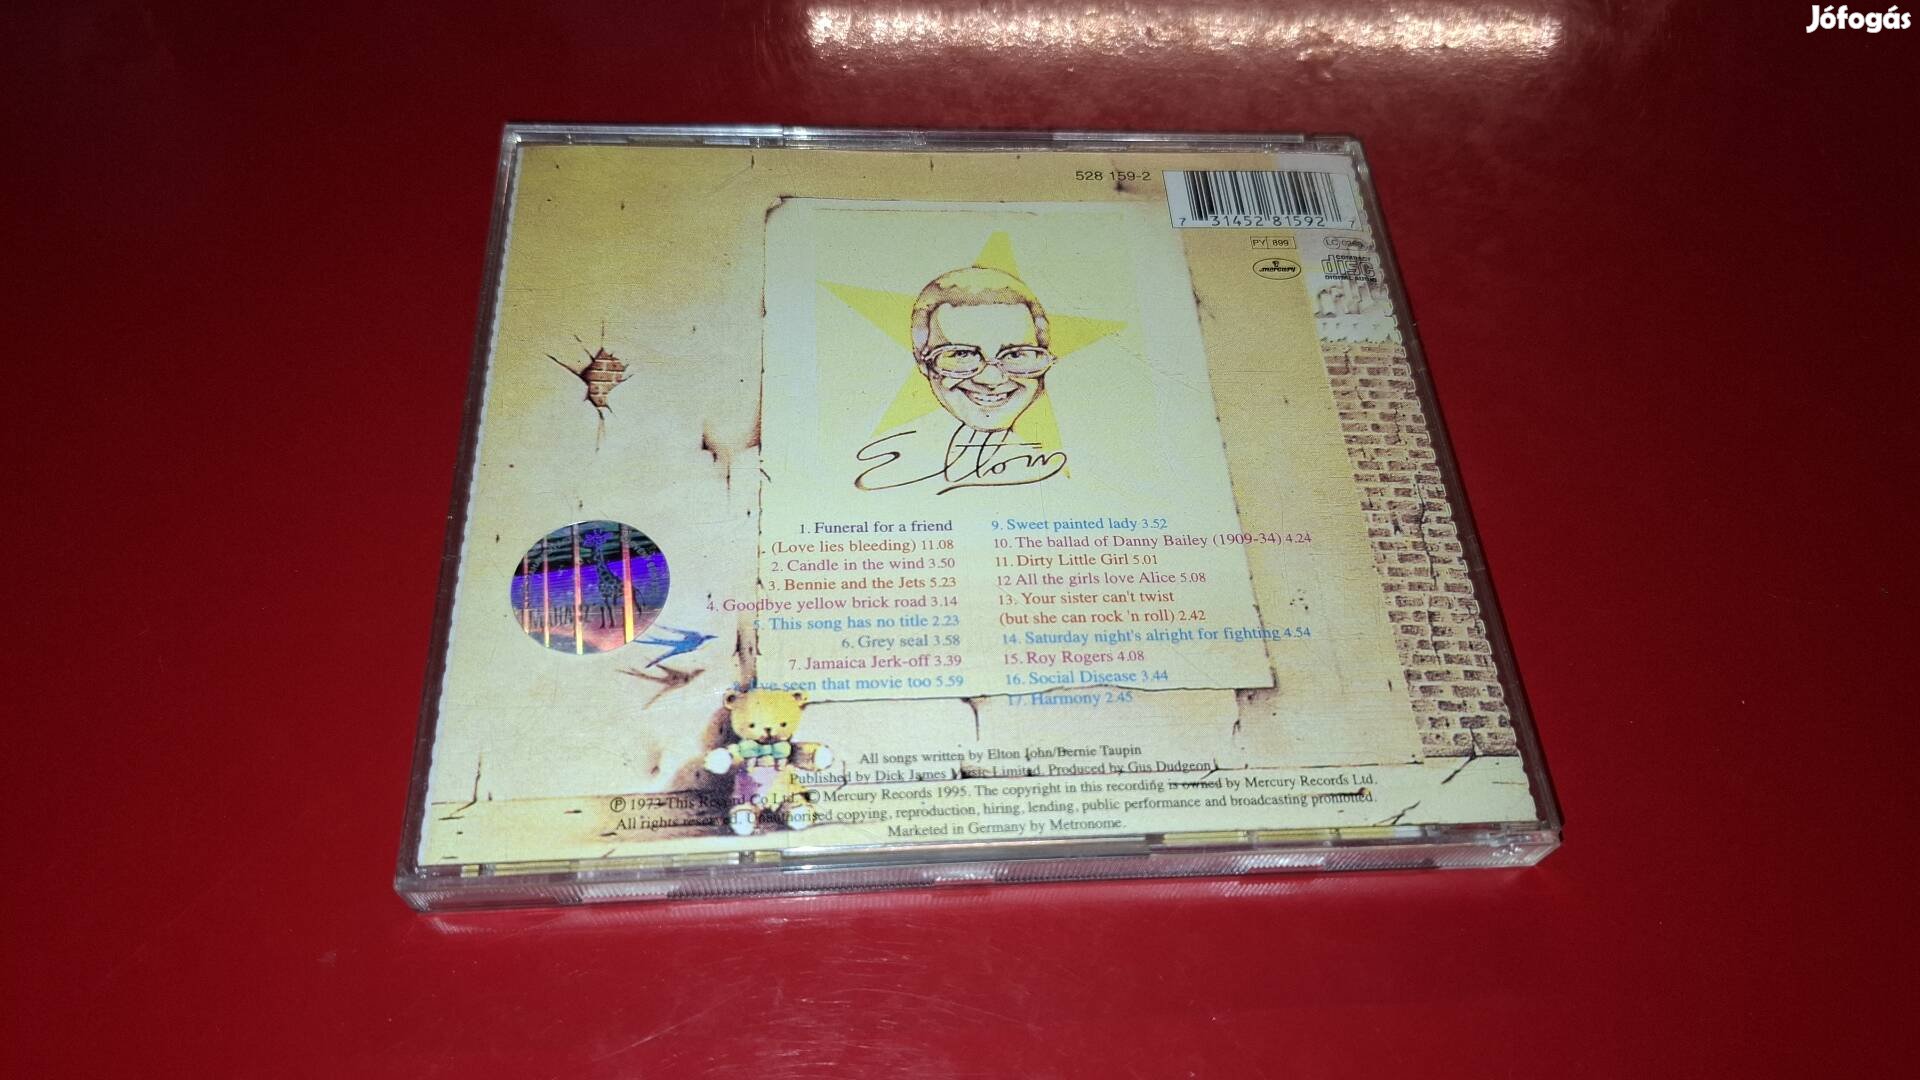 Jófogás
528 159-2
7 31452 81592 7
PY 899
LC
mercury
COMPACT
disc
DIGITAL AUDIO
Elton
1. Funeral for a friend
(Love lies bleeding) 11.08
2. Candle in the wind 3.50
3. Bennie and the Jets 5.23
4. Goodbye yellow brick road 3.14
5. This song has no title 2.23
6. Grey seal 3.58
7. Jamaica Jerk-off 3.39
8. I've seen that movie too 5.59
9. Sweet painted lady 3.52
10. The ballad of Danny Bailey (1909-34) 4.24
11. Dirty Little Girl 5.01
12 All the girls love Alice 5.08
13. Your sister can't twist
(but she can rock 'n roll) 2.42
14. Saturday night's alright for fighting 4.54
15. Roy Rogers 4.08
16. Social Disease 3.44
17. Harmony 2.45
MAHASZ
All songs written by Elton John/Bernie Taupin
Published by Dick James Music Limited. Produced by Gus Dudgeon
℗ 1973 This Record Co Ltd. © Mercury Records 1995. The copyright in this recording is owned by Mercury Records Ltd.
All rights reserved. Unauthorised copying, reproduction, hiring, lending, public performance and broadcasting prohibited.
Marketed in Germany by Metronome.